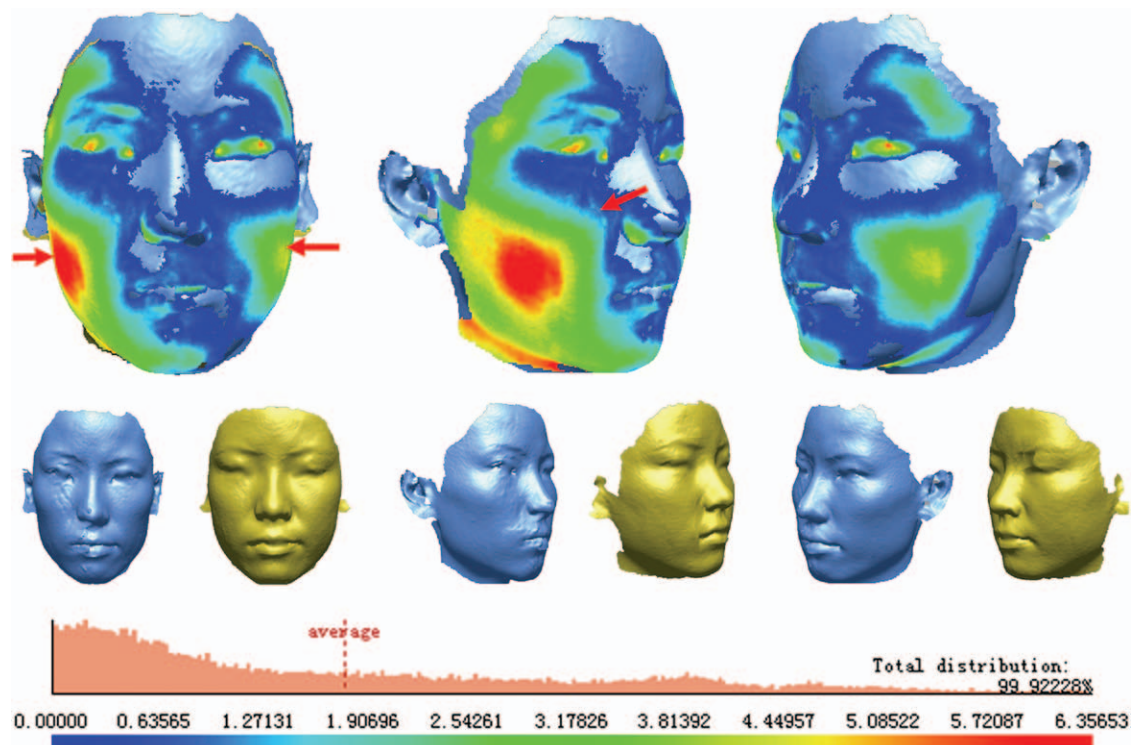 average
Total distribution:
99.92228%
0.00000 0.63565 1.27131 1.90696 2.54261 3.17826 3.81392 4.44957 5.08522 5.72087 6.35653